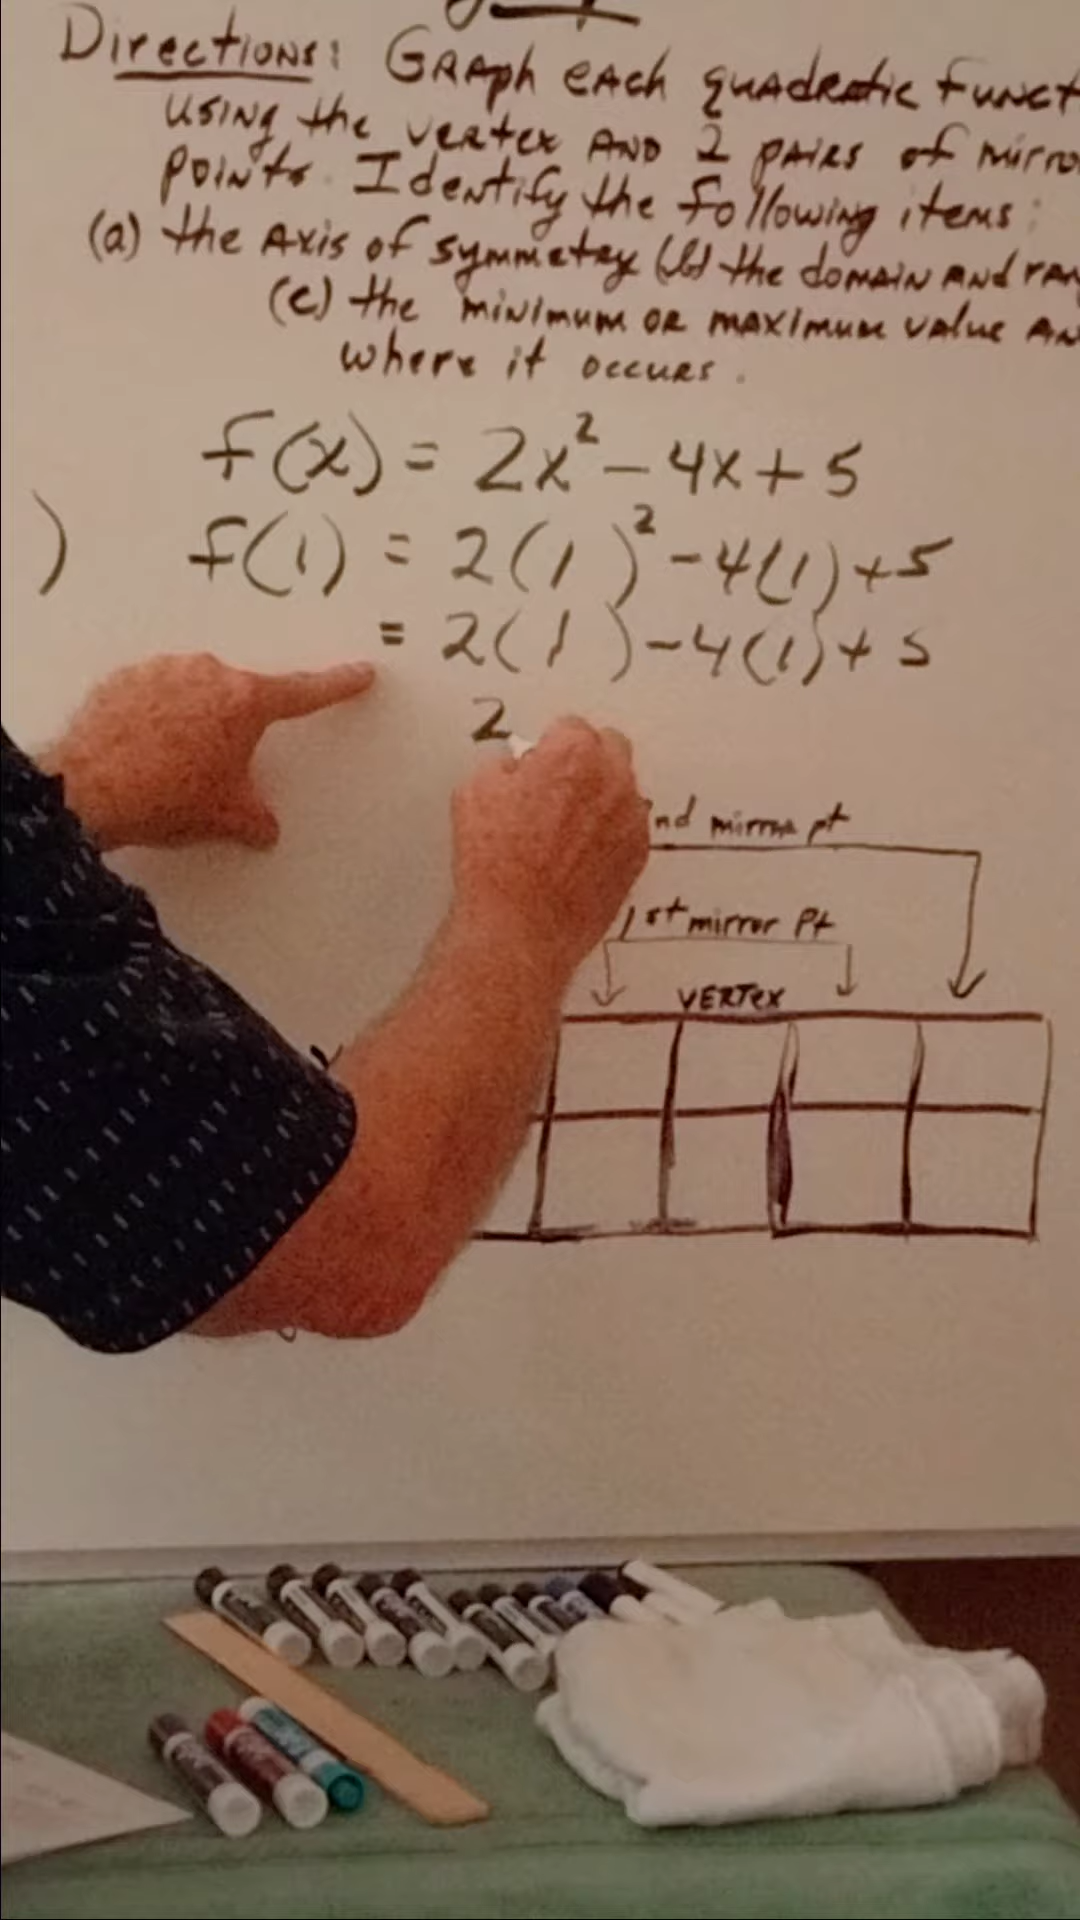 Directions: Graph each quadratic Funct
using the vertex and 2 pairs of mirro
points. Identify the following items:
(a) the Axis of symmetry (b) the domain and ran
(c) the minimum or maximum value an
where it occurs.
f(x) = 2x² - 4x + 5
) f(1) = 2(1)² - 4(1) + 5
= 2(1) - 4(1) + 5
2
nd mirror pt
1st mirror Pt
VERTEX